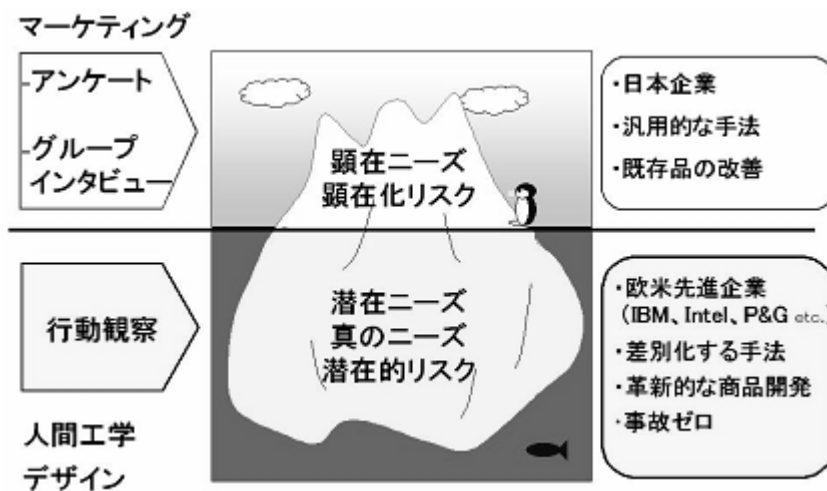 マーケティング
-アンケート
-グループ
インタビュー
顕在ニーズ
顕在化リスク
・日本企業
・汎用的な手法
・既存品の改善
行動観察
潜在ニーズ
真のニーズ
潜在的リスク
・欧米先進企業
(IBM、Intel、P&G etc.)
・差別化する手法
・革新的な商品開発
・事故ゼロ
人間工学
デザイン